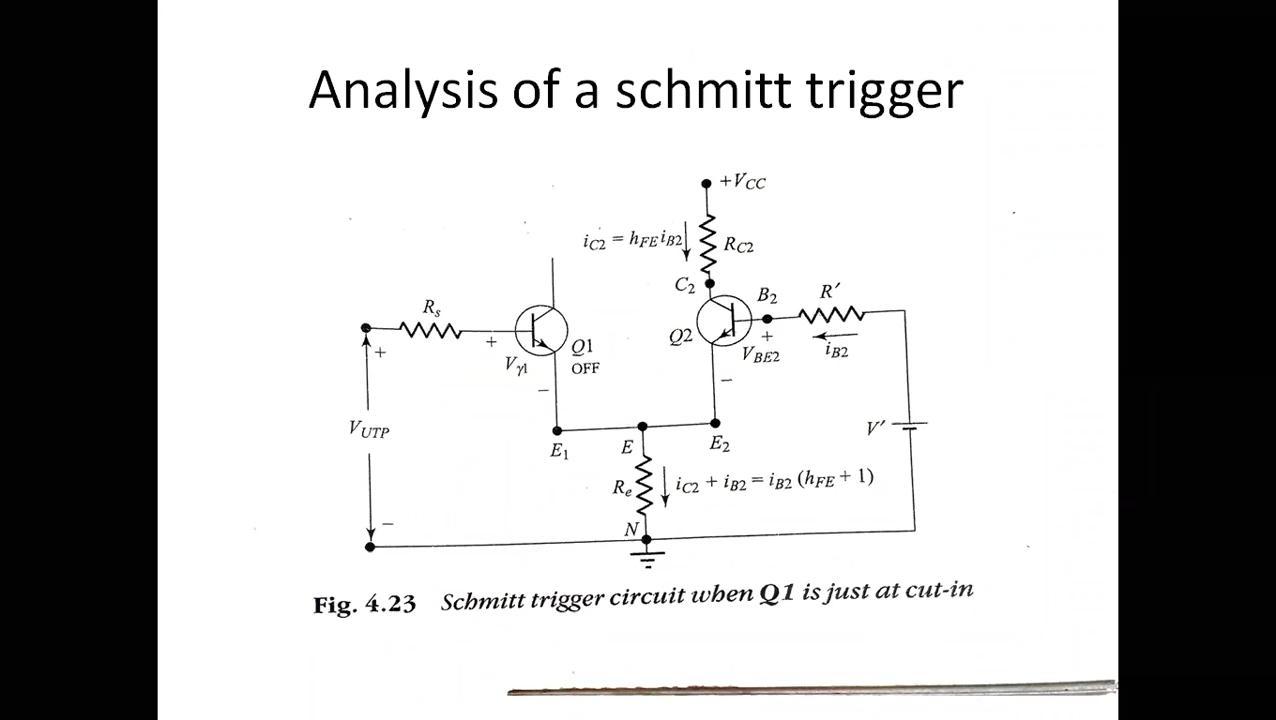 Analysis of a schmitt trigger
+VCC
iC2 = hFE iB2
RC2
C2
B2
R′
Rs
+
+
Q1
OFF
Q2
+
VBE2
iB2
Vγ1
−
−
VUTP
V′
E1
E
E2
Re
iC2 + iB2 = iB2 (hFE + 1)
−
N
Fig. 4.23 Schmitt trigger circuit when Q1 is just at cut-in